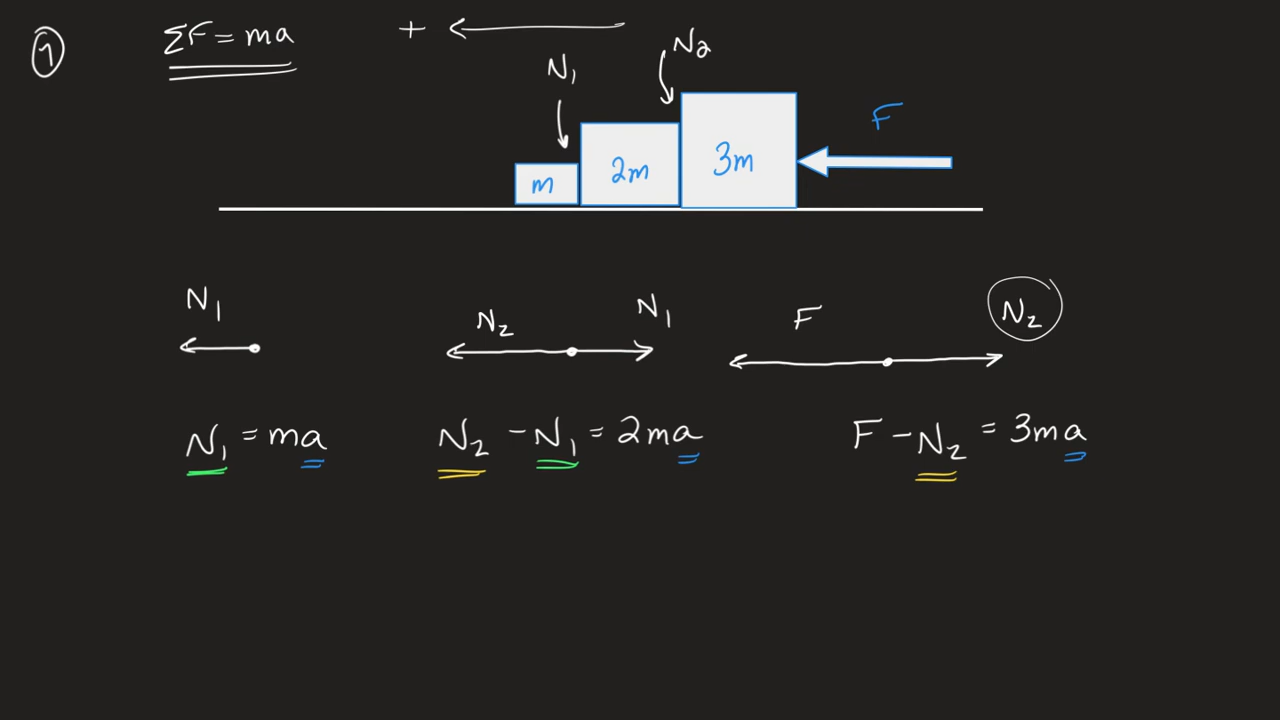 ① ΣF = ma +
N₁ N₂
F
m 2m 3m
N₁ N₂ N₁ F N₂
N₁ = ma N₂ - N₁ = 2ma F - N₂ = 3ma